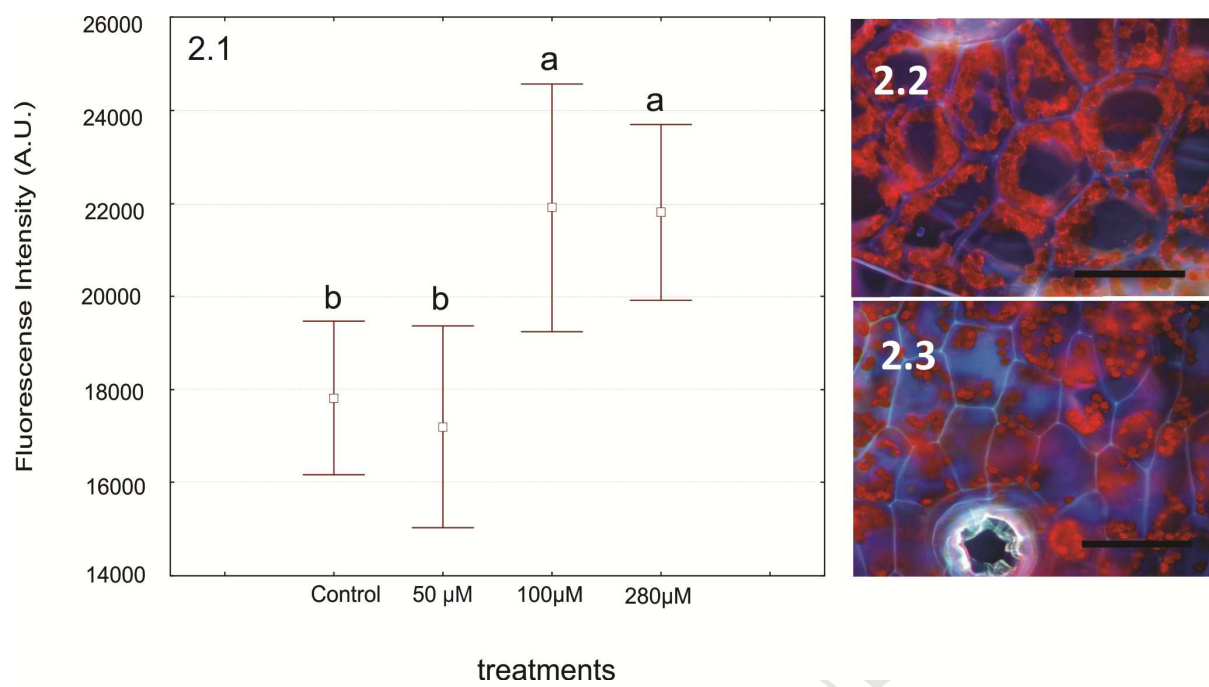 2.1
Fluorescense Intensity (A.U.)
26000
24000
22000
20000
18000
16000
14000
b
b
a
a
Control 50 µM 100µM 280µM
treatments
2.2
2.3